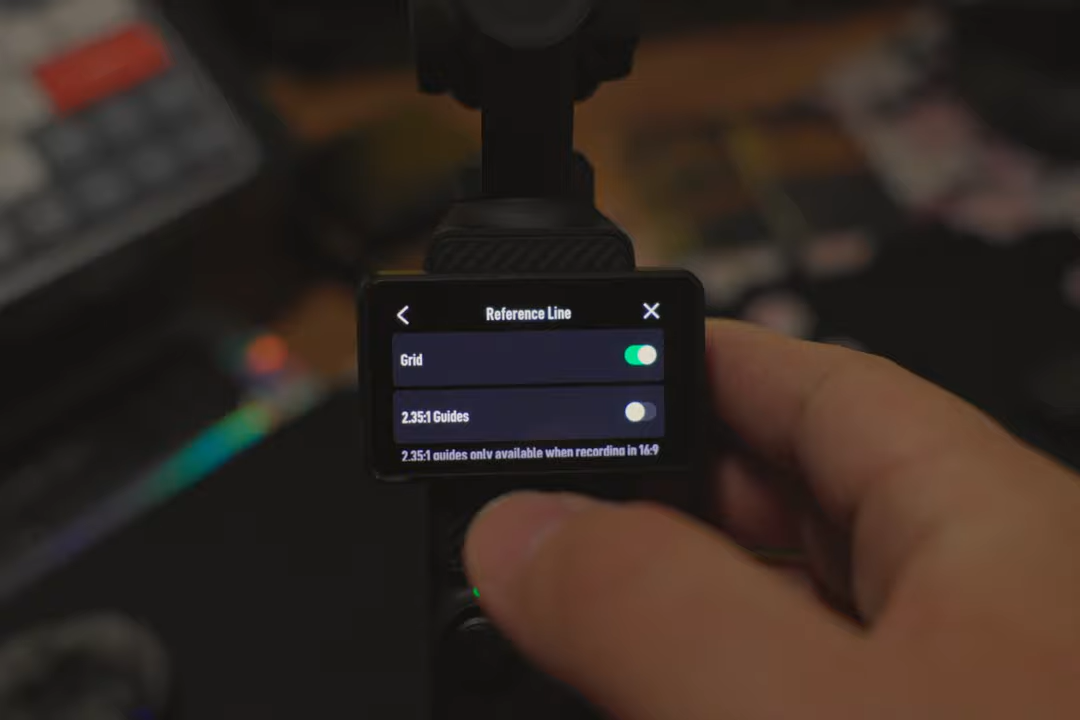 Reference Line
Grid
2.35:1 Guides
2.35:1 guides only available when recording in 16:9